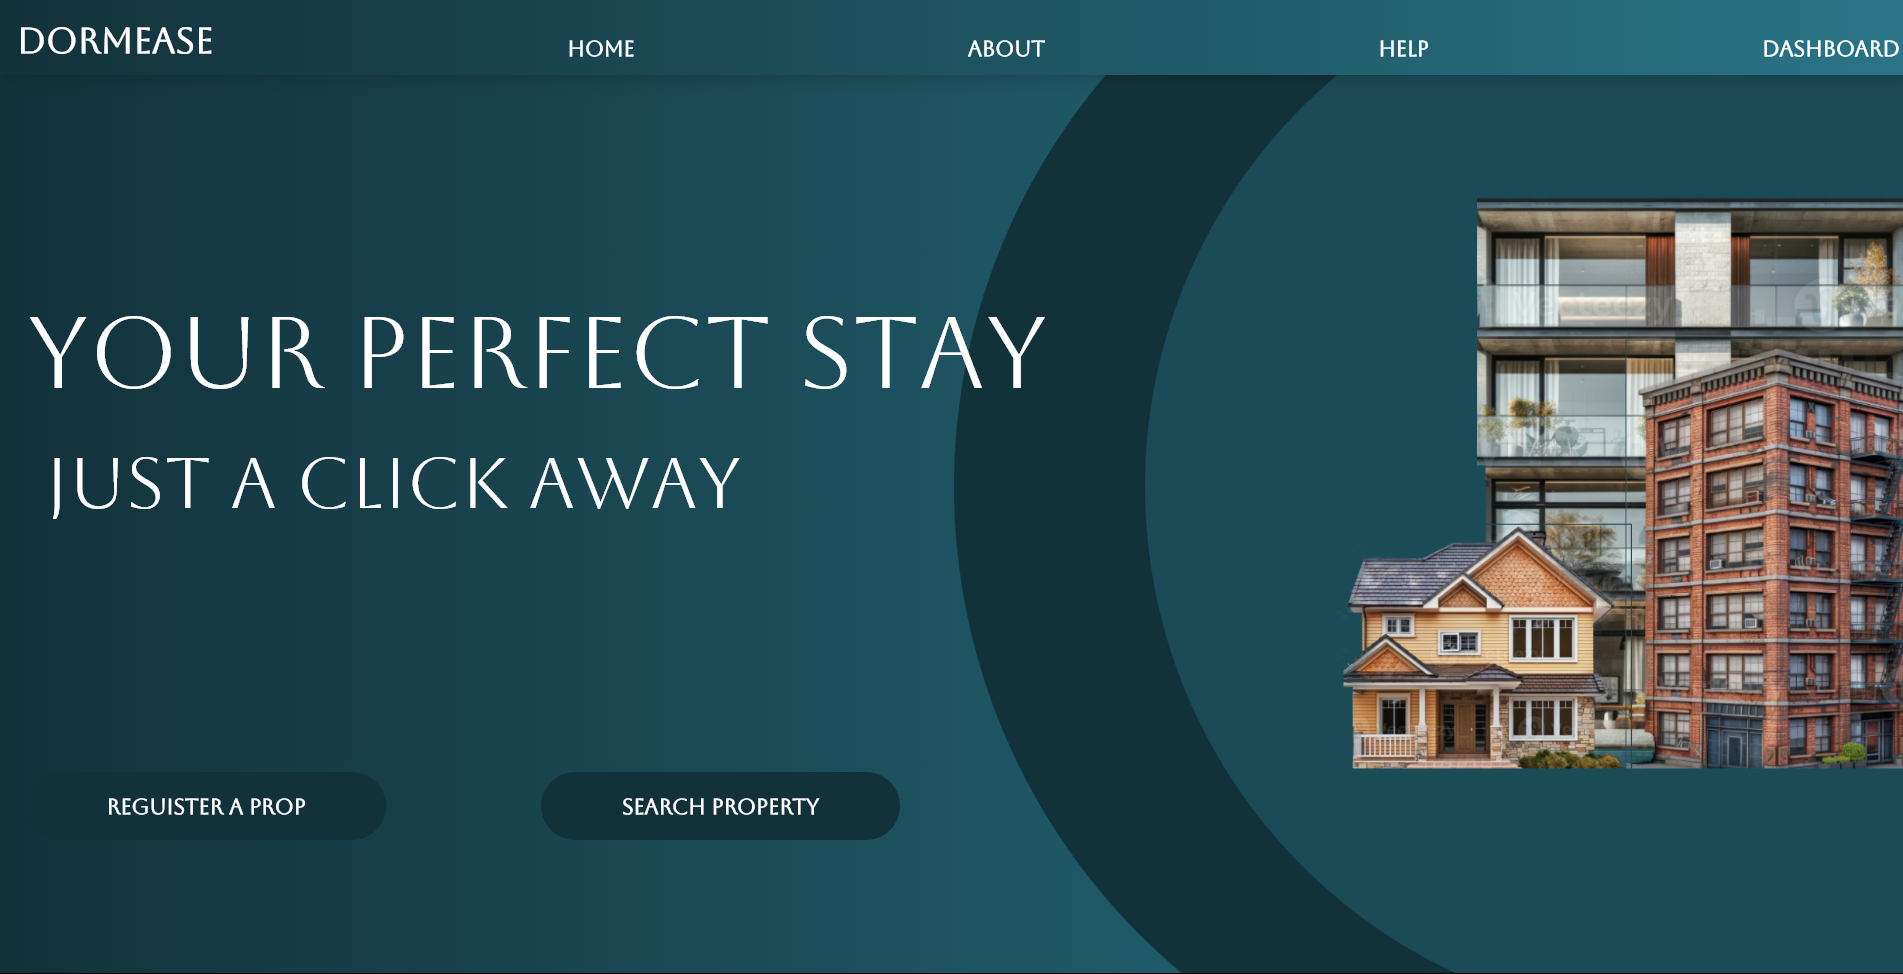 DORMEASE
HOME
ABOUT
HELP
DASHBOARD
YOUR PERFECT STAY
JUST A CLICK AWAY
REGUISTER A PROP
SEARCH PROPERTY